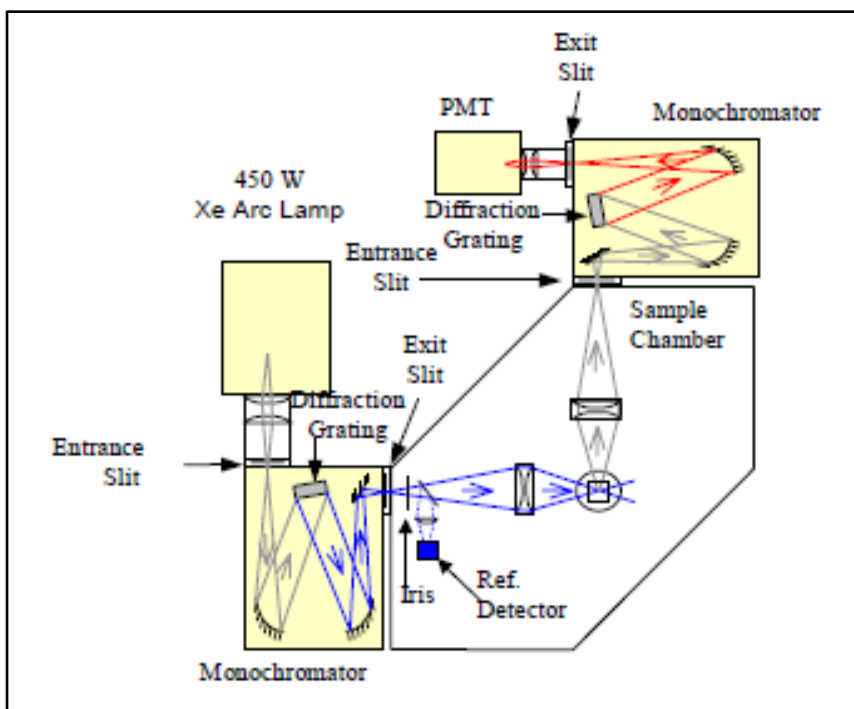 Exit
Slit
PMT
Monochromator
450 W
Xe Arc Lamp
Diffraction
Grating
Entrance
Slit
Sample
Chamber
Exit
Slit
Diffraction
Grating
Entrance
Slit
Iris
Ref.
Detector
Monochromator